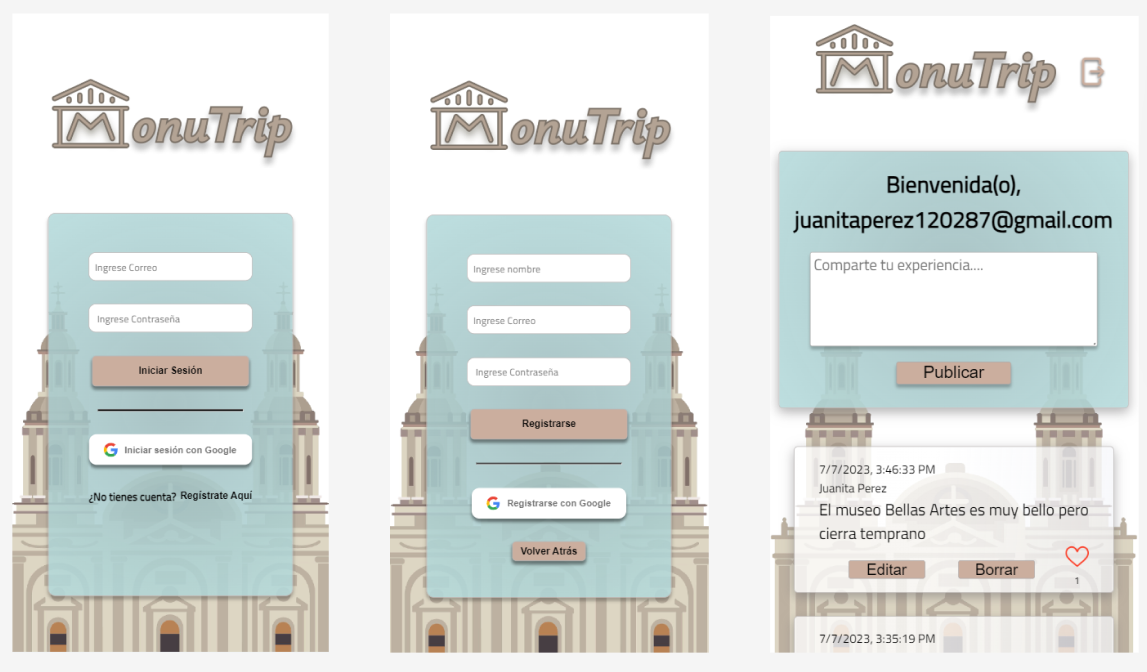 MonuTrip
Ingrese Correo
Ingrese Contraseña
Iniciar Sesión
Iniciar sesión con Google
¿No tienes cuenta? Regístrate Aquí
MonuTrip
Ingrese nombre
Ingrese Correo
Ingrese Contraseña
Registrarse
Registrarse con Google
Volver Atrás
MonuTrip
Bienvenida(o),
juanitaperez120287@gmail.com
Comparte tu experiencia....
Publicar
7/7/2023, 3:46:33 PM
Juanita Perez
El museo Bellas Artes es muy bello pero
cierra temprano
Editar Borrar
1
7/7/2023, 3:35:19 PM